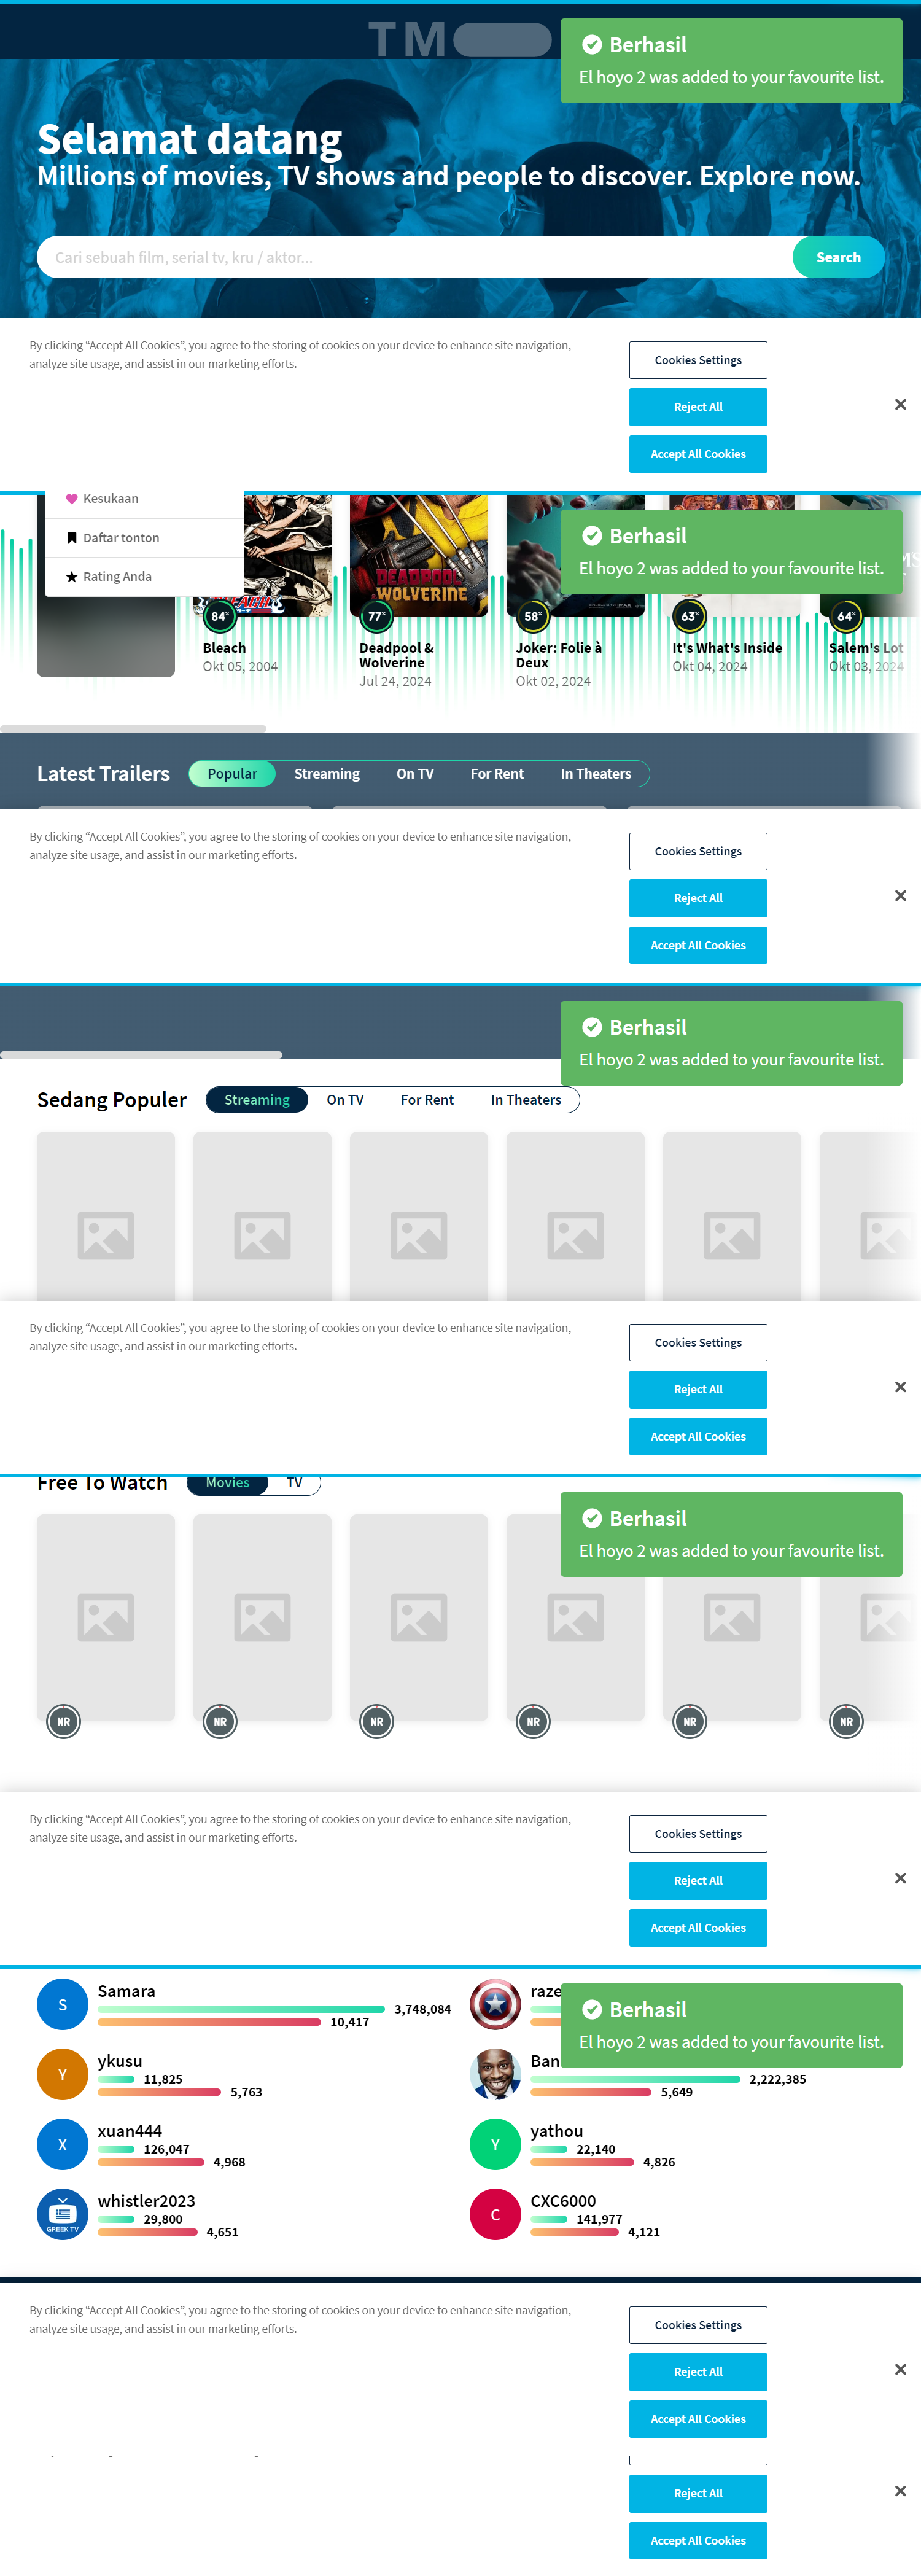 TM
Berhasil
El hoyo 2 was added to your favourite list.
Selamat datang
Millions of movies, TV shows and people to discover. Explore now.
Cari sebuah film, serial tv, kru / aktor...
Search
By clicking “Accept All Cookies”, you agree to the storing of cookies on your device to enhance site navigation,
analyze site usage, and assist in our marketing efforts.
Cookies Settings
Reject All
Accept All Cookies
Kesukaan
Daftar tonton
Rating Anda
DEADPOOL
WOLVERINE
BLEACH
Berhasil
El hoyo 2 was added to your favourite list.
84%
77%
58%
63%
64%
Bleach
Okt 05, 2004
Deadpool &
Wolverine
Jul 24, 2024
Joker: Folie à
Deux
Okt 02, 2024
It's What's Inside
Okt 04, 2024
Salem's Lot
Okt 03, 2024
Latest Trailers
Popular
Streaming
On TV
For Rent
In Theaters
By clicking “Accept All Cookies”, you agree to the storing of cookies on your device to enhance site navigation,
analyze site usage, and assist in our marketing efforts.
Cookies Settings
Reject All
Accept All Cookies
Berhasil
El hoyo 2 was added to your favourite list.
Sedang Populer
Streaming
On TV
For Rent
In Theaters
By clicking “Accept All Cookies”, you agree to the storing of cookies on your device to enhance site navigation,
analyze site usage, and assist in our marketing efforts.
Cookies Settings
Reject All
Accept All Cookies
Free To Watch
Movies
TV
Berhasil
El hoyo 2 was added to your favourite list.
NR
NR
NR
NR
NR
NR
By clicking “Accept All Cookies”, you agree to the storing of cookies on your device to enhance site navigation,
analyze site usage, and assist in our marketing efforts.
Cookies Settings
Reject All
Accept All Cookies
S
Samara
3,748,084
10,417
raze
Berhasil
El hoyo 2 was added to your favourite list.
Y
ykusu
11,825
5,763
Ban
2,222,385
5,649
X
xuan444
126,047
4,968
Y
yathou
22,140
4,826
GREEK TV
whistler2023
29,800
4,651
C
CXC6000
141,977
4,121
By clicking “Accept All Cookies”, you agree to the storing of cookies on your device to enhance site navigation,
analyze site usage, and assist in our marketing efforts.
Cookies Settings
Reject All
Accept All Cookies
Reject All
Accept All Cookies